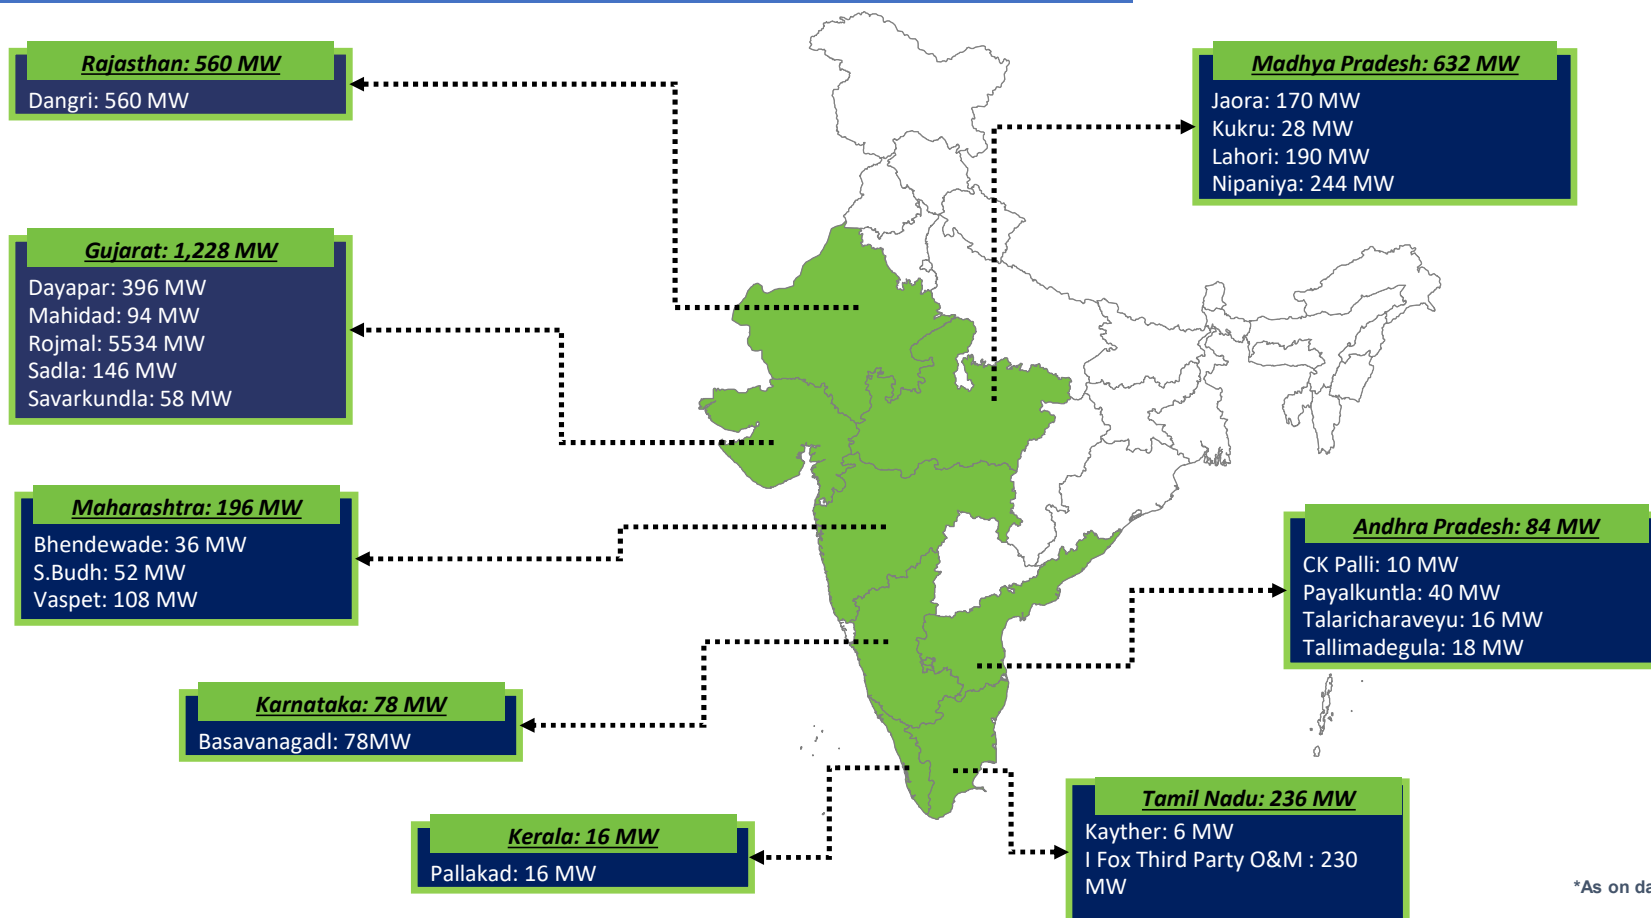 Rajasthan: 560 MW
Dangri: 560 MW
Madhya Pradesh: 632 MW
Jaora: 170 MW
Kukru: 28 MW
Lahori: 190 MW
Nipaniya: 244 MW
Gujarat: 1,228 MW
Dayapar: 396 MW
Mahidad: 94 MW
Rojmal: 5534 MW
Sadla: 146 MW
Savarkundla: 58 MW
Maharashtra: 196 MW
Bhendewade: 36 MW
S.Budh: 52 MW
Vaspet: 108 MW
Andhra Pradesh: 84 MW
CK Palli: 10 MW
Payalkuntla: 40 MW
Talaricharaveyu: 16 MW
Tallimadegula: 18 MW
Karnataka: 78 MW
Basavanagadl: 78MW
Kerala: 16 MW
Pallakad: 16 MW
Tamil Nadu: 236 MW
Kayther: 6 MW
I Fox Third Party O&M : 230
MW
*As on da